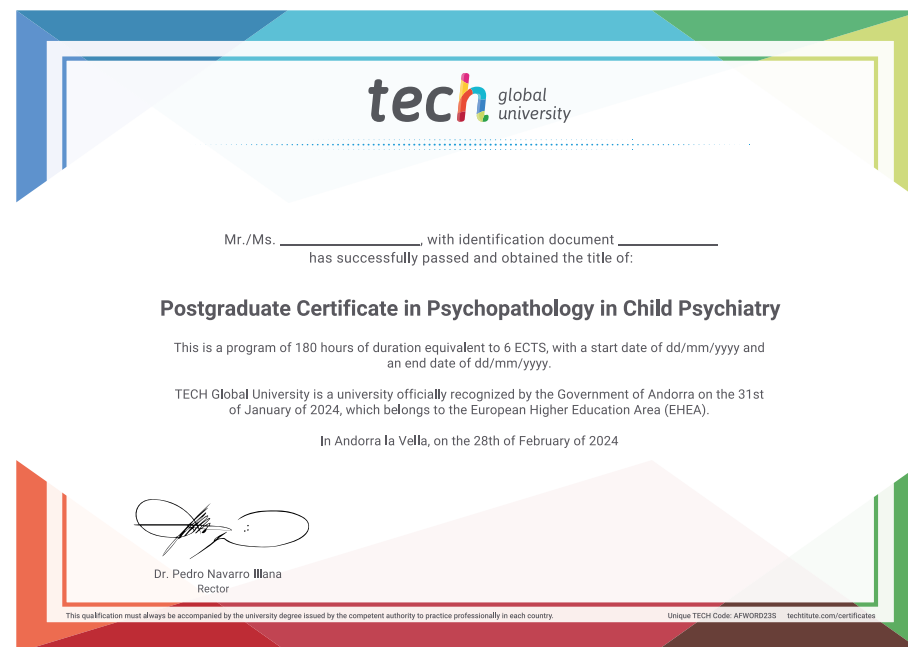 tech global
university
Mr./Ms. ____________________, with identification document ______________
has successfully passed and obtained the title of:
Postgraduate Certificate in Psychopathology in Child Psychiatry
This is a program of 180 hours of duration equivalent to 6 ECTS, with a start date of dd/mm/yyyy and
an end date of dd/mm/yyyy.
TECH Global University is a university officially recognized by the Government of Andorra on the 31st
of January of 2024, which belongs to the European Higher Education Area (EHEA).
In Andorra la Vella, on the 28th of February of 2024
Dr. Pedro Navarro Illana
Rector
This qualification must always be accompanied by the university degree issued by the competent authority to practice professionally in each country.
Unique TECH Code: AFWORD23S techtitute.com/certificates